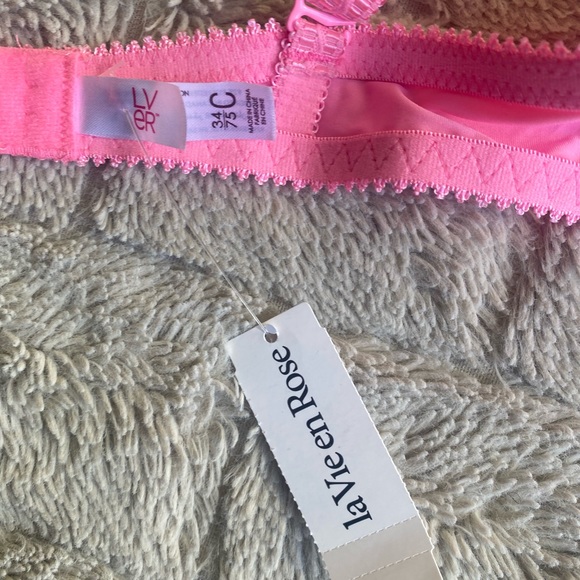 LV
ER
34 C
75
MADE IN CHINA
FABRIQUÉ
EN CHINE
la Vie en Rose